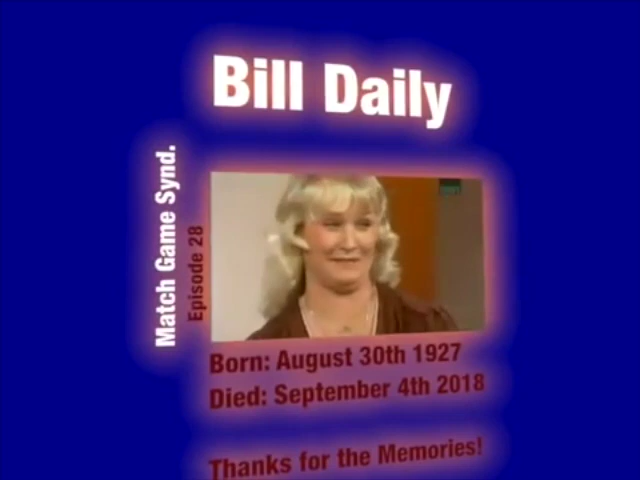 Bill Daily
Match Game Synd.
Episode 28
Born: August 30th 1927
Died: September 4th 2018
Thanks for the Memories!